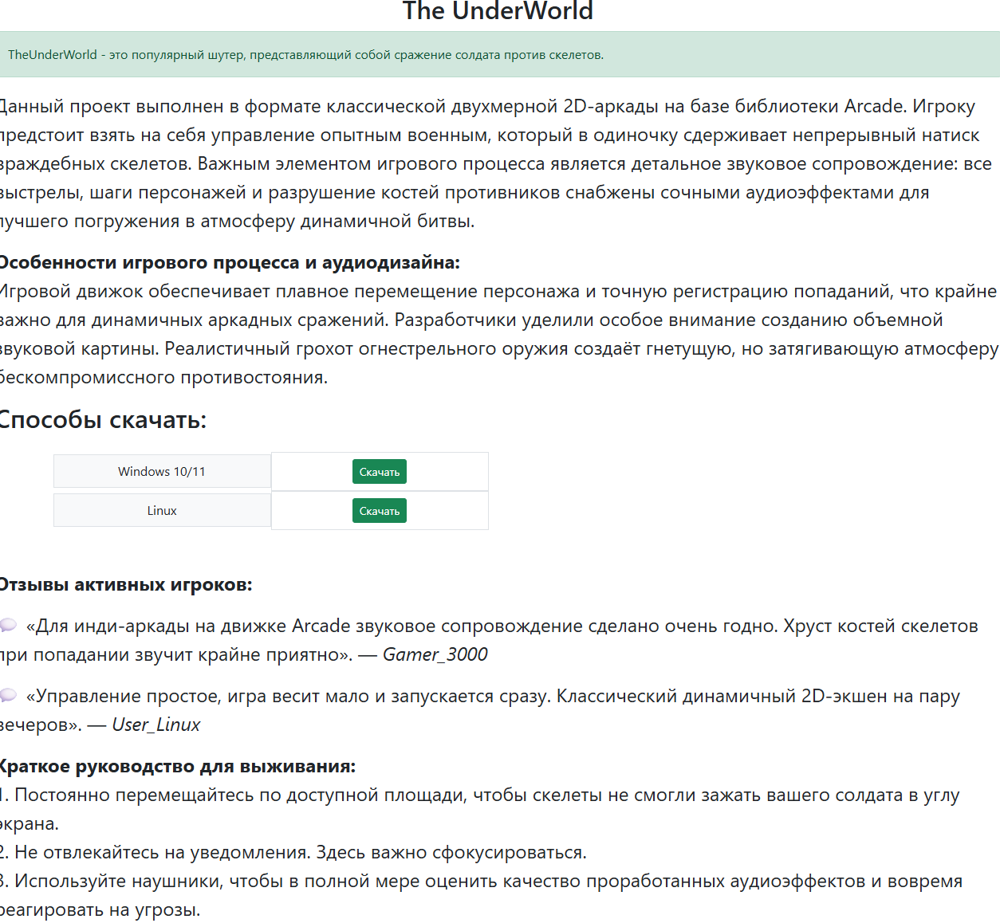 The UnderWorld
TheUnderWorld - это популярный шутер, представляющий собой сражение солдата против скелетов.
Данный проект выполнен в формате классической двухмерной 2D-аркады на базе библиотеки Arcade. Игроку
предстоит взять на себя управление опытным военным, который в одиночку сдерживает непрерывный натиск
враждебных скелетов. Важным элементом игрового процесса является детальное звуковое сопровождение: все
выстрелы, шаги персонажей и разрушение костей противников снабжены сочными аудиоэффектами для
лучшего погружения в атмосферу динамичной битвы.
Особенности игрового процесса и аудиодизайна:
Игровой движок обеспечивает плавное перемещение персонажа и точную регистрацию попаданий, что крайне
важно для динамичных аркадных сражений. Разработчики уделили особое внимание созданию объемной
звуковой картины. Реалистичный грохот огнестрельного оружия создаёт гнетущую, но затягивающую атмосферу
бескомпромиссного противостояния.
Способы скачать:
Windows 10/11 Скачать
Linux Скачать
Отзывы активных игроков:
«Для инди-аркады на движке Arcade звуковое сопровождение сделано очень годно. Хруст костей скелетов
при попадании звучит крайне приятно». — Gamer_3000
«Управление простое, игра весит мало и запускается сразу. Классический динамичный 2D-экшен на пару
вечеров». — User_Linux
Краткое руководство для выживания:
1. Постоянно перемещайтесь по доступной площади, чтобы скелеты не смогли зажать вашего солдата в углу
экрана.
2. Не отвлекайтесь на уведомления. Здесь важно сфокусироваться.
3. Используйте наушники, чтобы в полной мере оценить качество проработанных аудиоэффектов и вовремя
реагировать на угрозы.